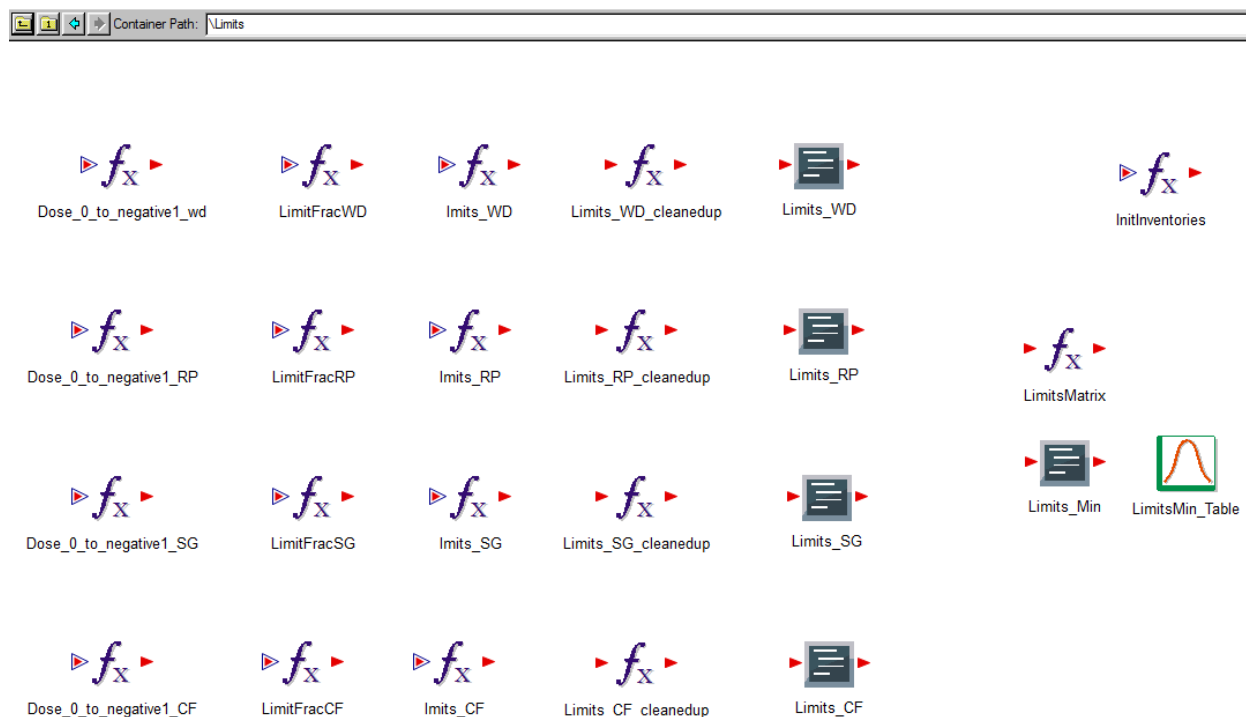 Container Path: \Limits
Dose_0_to_negative1_wd LimitFracWD lmits_WD Limits_WD_cleanedup Limits_WD InitInventories
Dose_0_to_negative1_RP LimitFracRP lmits_RP Limits_RP_cleanedup Limits_RP LimitsMatrix
Dose_0_to_negative1_SG LimitFracSG lmits_SG Limits_SG_cleanedup Limits_SG Limits_Min LimitsMin_Table
Dose_0_to_negative1_CF LimitFracCF lmits_CF Limits_CF_cleanedup Limits_CF